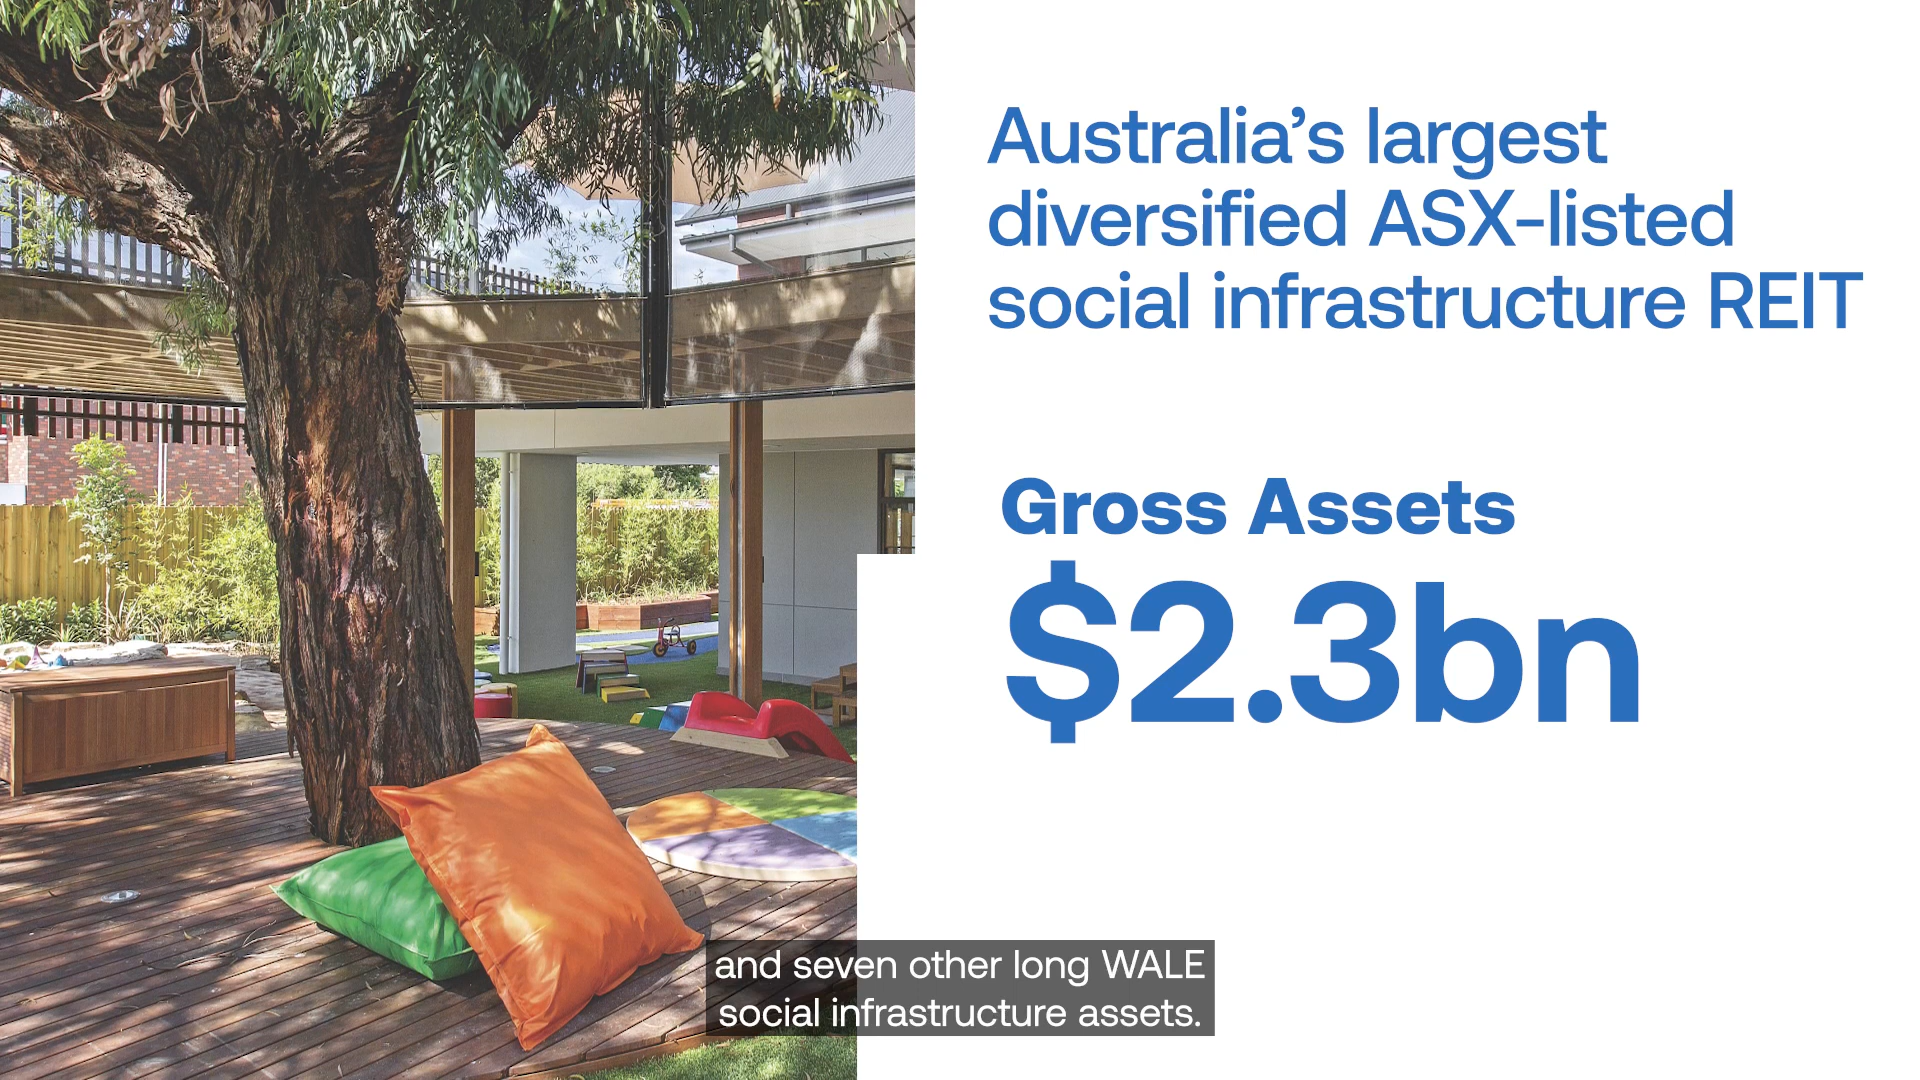 Australia’s largest
diversified ASX-listed
social infrastructure REIT
Gross Assets
$2.3bn
and seven other long WALE
social infrastructure assets.